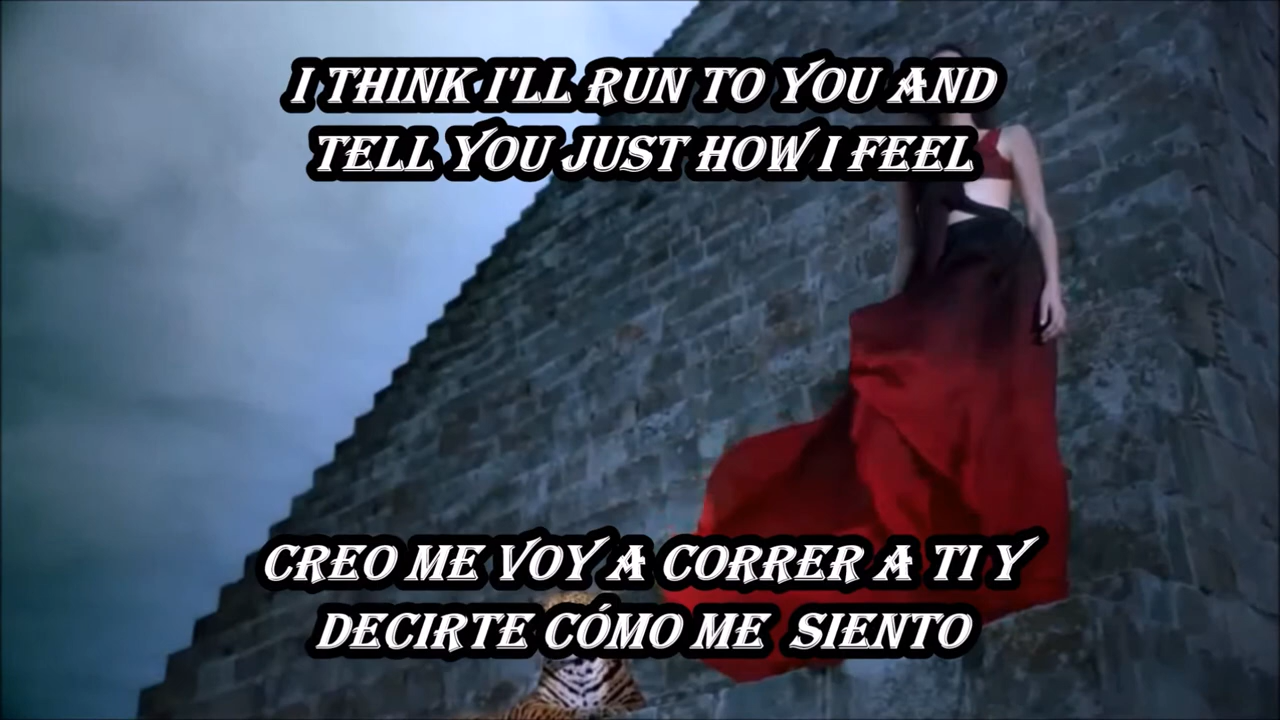 I THINK I'LL RUN TO YOU AND
TELL YOU JUST HOW I FEEL
CREO ME VOY A CORRER A TI Y
DECIRTE CÓMO ME SIENTO